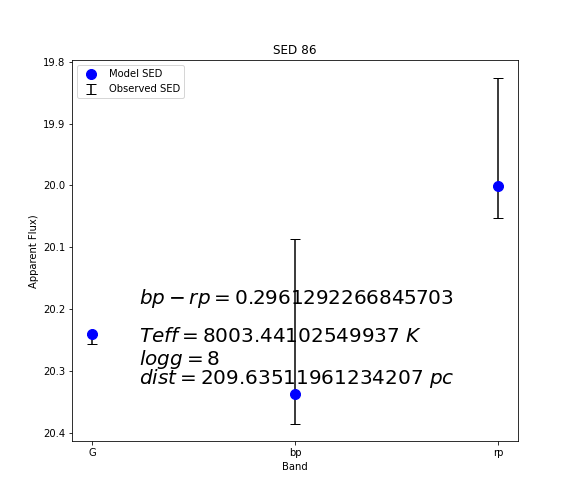 SED 86
Model SED
Observed SED
19.8
19.9
20.0
20.1
20.2
20.3
20.4
Apparent Flux)
bp − rp = 0.2961292266845703
Teff = 8003.44102549937 K
logg = 8
dist = 209.63511961234207 pc
G
bp
rp
Band